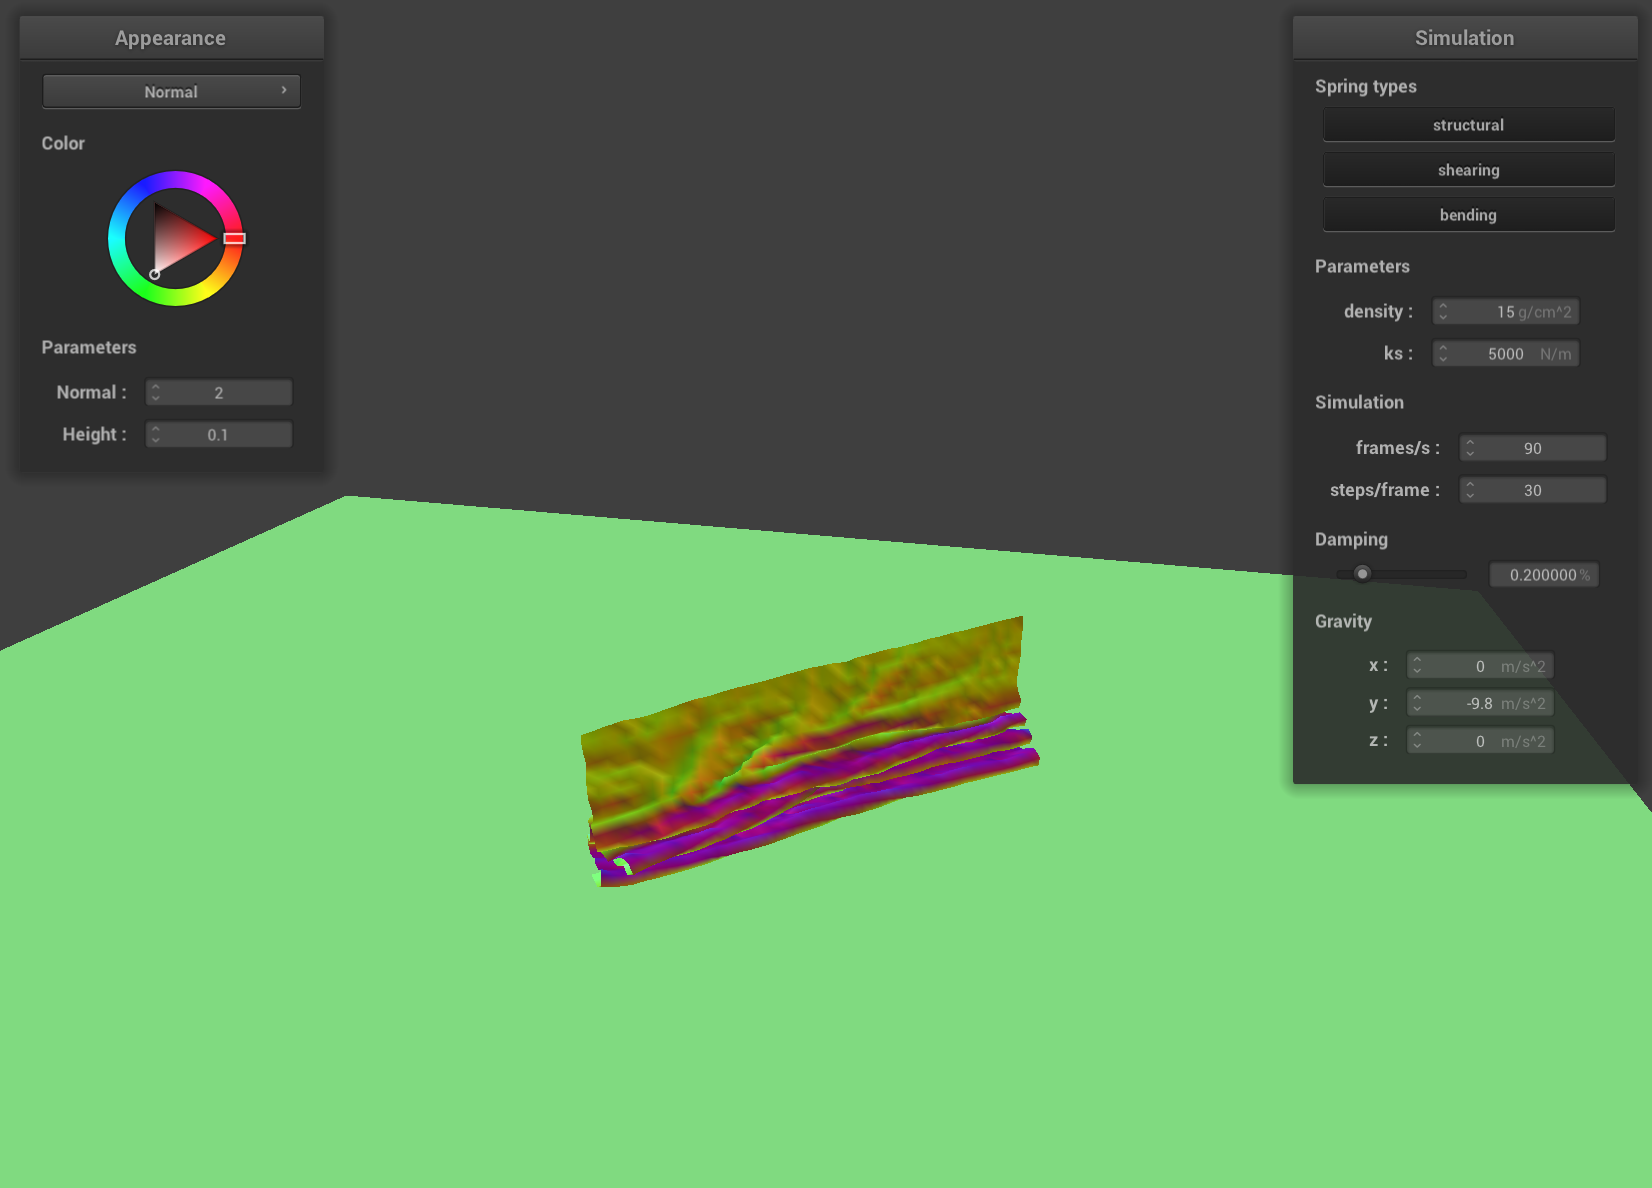 Appearance
Normal
Color
Parameters
Normal : 2
Height : 0.1
Simulation
Spring types
structural
shearing
bending
Parameters
density : 15 g/cm^2
ks : 5000 N/m
Simulation
frames/s : 90
steps/frame : 30
Damping
0.200000 %
Gravity
x : 0 m/s^2
y : -9.8 m/s^2
z : 0 m/s^2